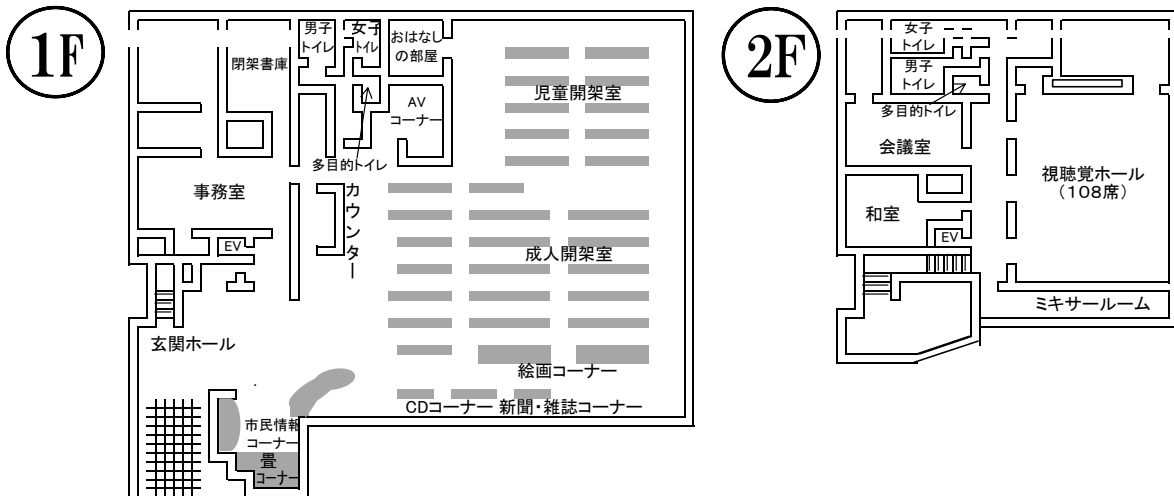 1F
男子
トイレ
女子
トイレ
おはなし
の部屋
閉架書庫
AV
コーナー
児童開架室
多目的トイレ
事務室
カウンター
EV
成人開架室
玄関ホール
絵画コーナー
CDコーナー 新聞・雑誌コーナー
市民情報
コーナー
畳
コーナー
2F
女子
トイレ
男子
トイレ
多目的トイレ
会議室
視聴覚ホール
(108席)
和室
EV
ミキサールーム